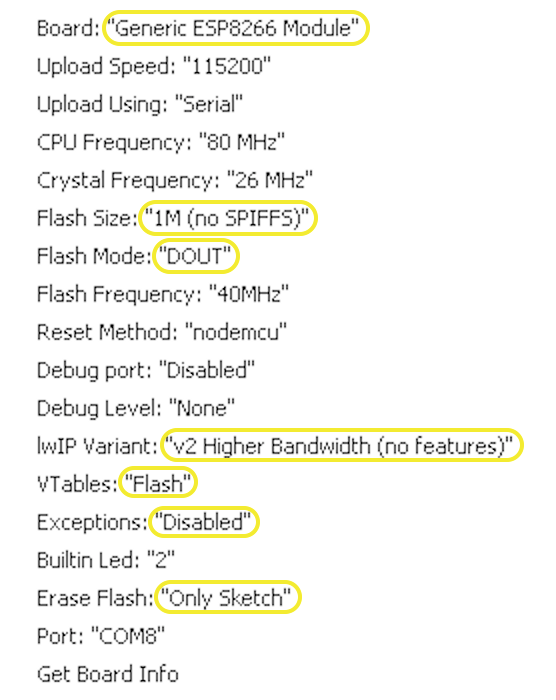 Board: "Generic ESP8266 Module"
Upload Speed: "115200"
Upload Using: "Serial"
CPU Frequency: "80 MHz"
Crystal Frequency: "26 MHz"
Flash Size: "1M (no SPIFFS)"
Flash Mode: "DOUT"
Flash Frequency: "40MHz"
Reset Method: "nodemcu"
Debug port: "Disabled"
Debug Level: "None"
lwIP Variant: "v2 Higher Bandwidth (no features)"
VTables: "Flash"
Exceptions: "Disabled"
Builtin Led: "2"
Erase Flash: "Only Sketch"
Port: "COM8"
Get Board Info